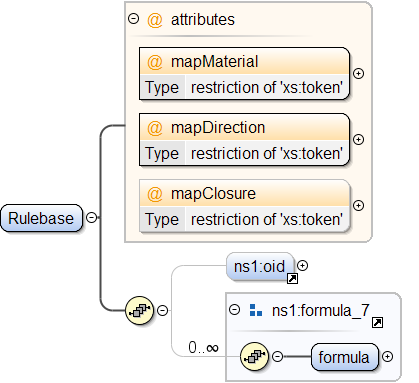 @ attributes
@ mapMaterial
Type restriction of 'xs:token'
@ mapDirection
Type restriction of 'xs:token'
@ mapClosure
Type restriction of 'xs:token'
Rulebase
ns1:oid
ns1:formula_7
0..∞
formula